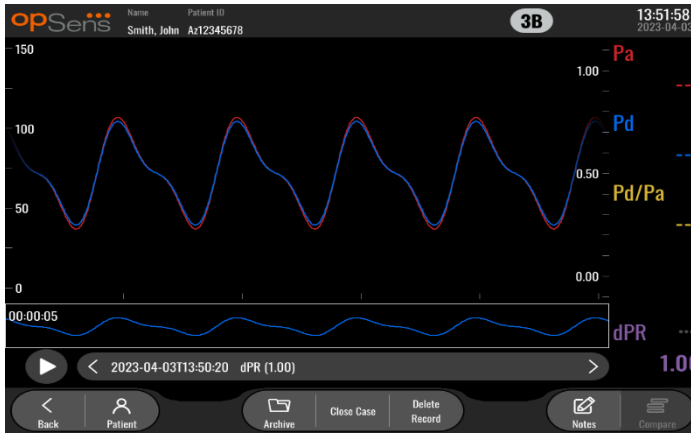 opSens
Name Patient ID
Smith, John Az12345678
3B
13:51:58
2023-04-03
150
100
50
0
1.00
0.50
0.00
Pa
--
Pd
--
Pd/Pa
--
00:00:05
dPR
--
1.00
2023-04-03T13:50:20 dPR (1.00)
Back
Patient
Archive
Close Case
Delete
Record
Notes
Compare